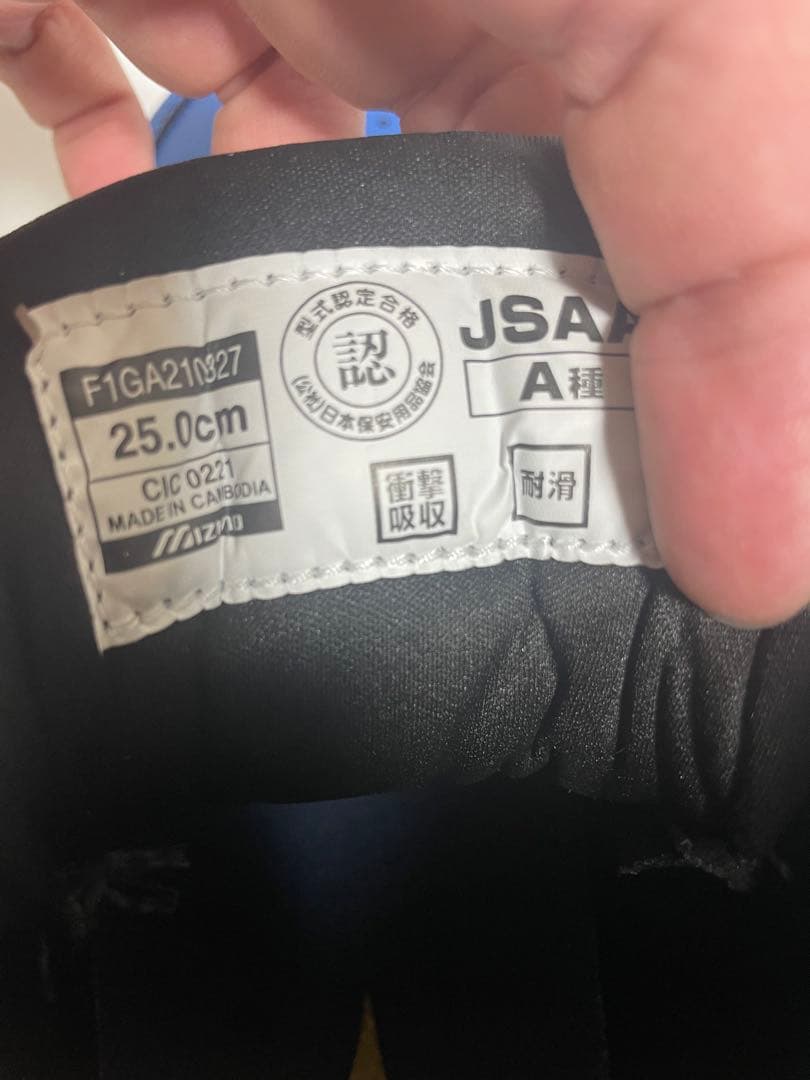 F1GA210827
25.0cm
CIC 0221
MADE IN CAMBODIA
MIZUNO
型式認定合格
認
(公社)日本保安用品協会
JSAA
A種
衝撃
吸収
耐滑